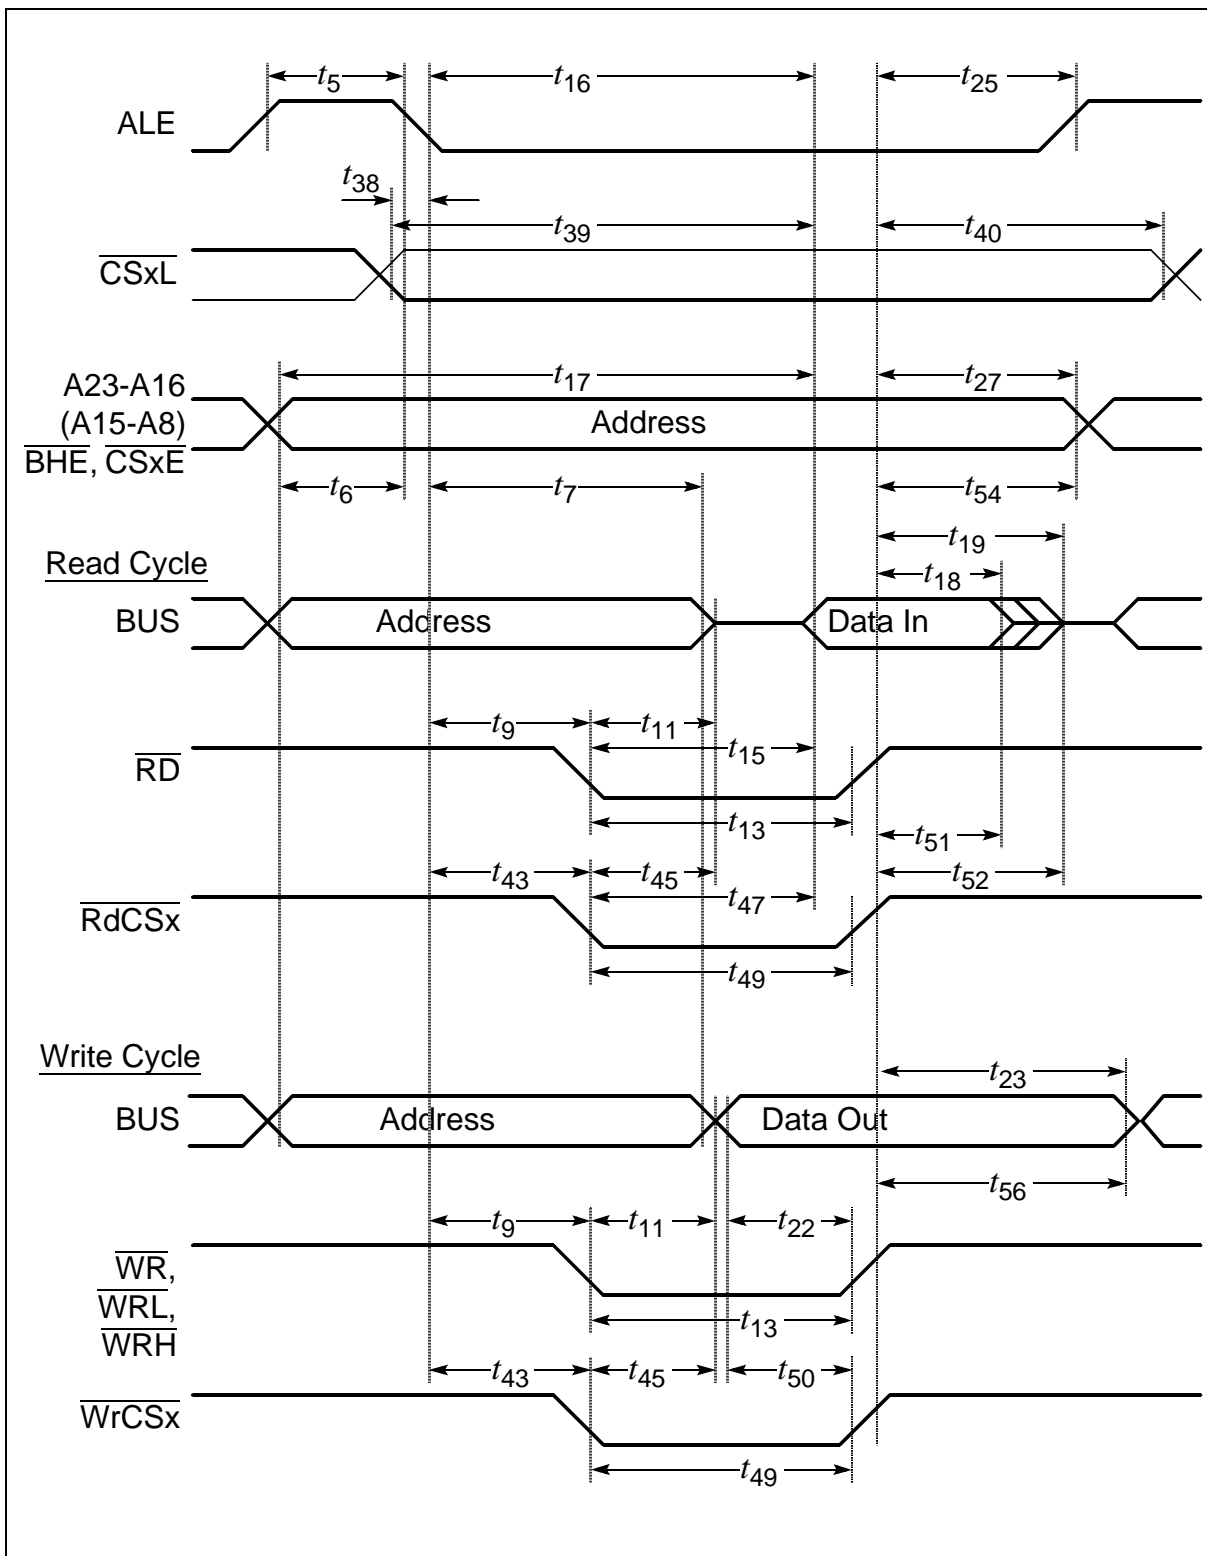 t5 t16 t25
ALE
t38
t39 t40
CSxL
t17 t27
A23-A16
(A15-A8)
BHE, CSxE
Address
t6 t7 t54
t19
Read Cycle
t18
BUS Address Data In
t9 t11
t15
RD
t13
t51
t43 t45 t52
t47
RdCSx
t49
Write Cycle
t23
BUS Address Data Out
t56
t9 t11 t22
WR,
WRL,
WRH
t13
t43 t45 t50
WrCSx
t49